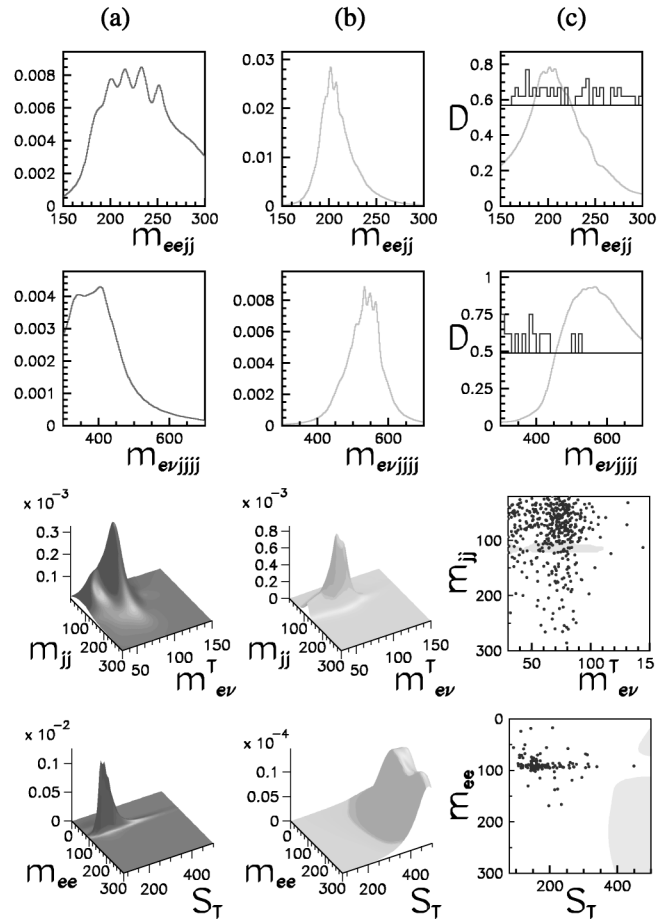 (a) (b) (c)
0.008
0.006
0.004
0.002
0
150 200 250 300
m_eejj
0.03
0.02
0.01
0
150 200 250 300
m_eejj
0.8
0.6
0.4
0.2
0
D
150 200 250 300
m_eejj
0.004
0.003
0.002
0.001
0
400 600
m_eνjjjj
0.008
0.006
0.004
0.002
0
400 600
m_eνjjjj
1
0.75
0.5
0.25
0
D
400 600
m_eνjjjj
x 10^-3
0.3
0.2
0.1
100
200
300
m_jj
50 100 150
m^T_eν
x 10^-3
0.8
0.6
0.4
0.2
0
100
200
300
m_jj
50 100 150
m^T_eν
100
200
300
m_jj
50 100 15
m^T_eν
x 10^-2
0.1
0.05
0
0
100
200
300
m_ee
200 400
S_T
x 10^-4
0.1
0.05
0
0
100
200
300
m_ee
200 400
S_T
0
100
200
300
m_ee
200 400
S_T